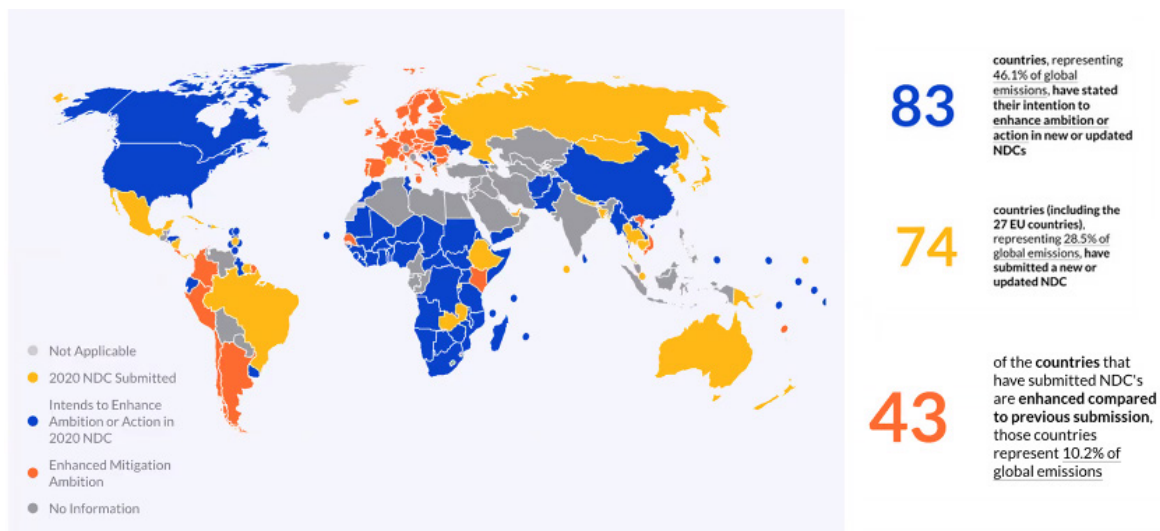 Not Applicable
2020 NDC Submitted
Intends to Enhance
Ambition or Action in
2020 NDC
Enhanced Mitigation
Ambition
No Information
83
countries, representing
46.1% of global
emissions, have stated
their intention to
enhance ambition or
action in new or updated
NDCs
74
countries (including the
27 EU countries),
representing 28.5% of
global emissions, have
submitted a new or
updated NDC
43
of the countries that
have submitted NDC's
are enhanced compared
to previous submission,
those countries
represent 10.2% of
global emissions